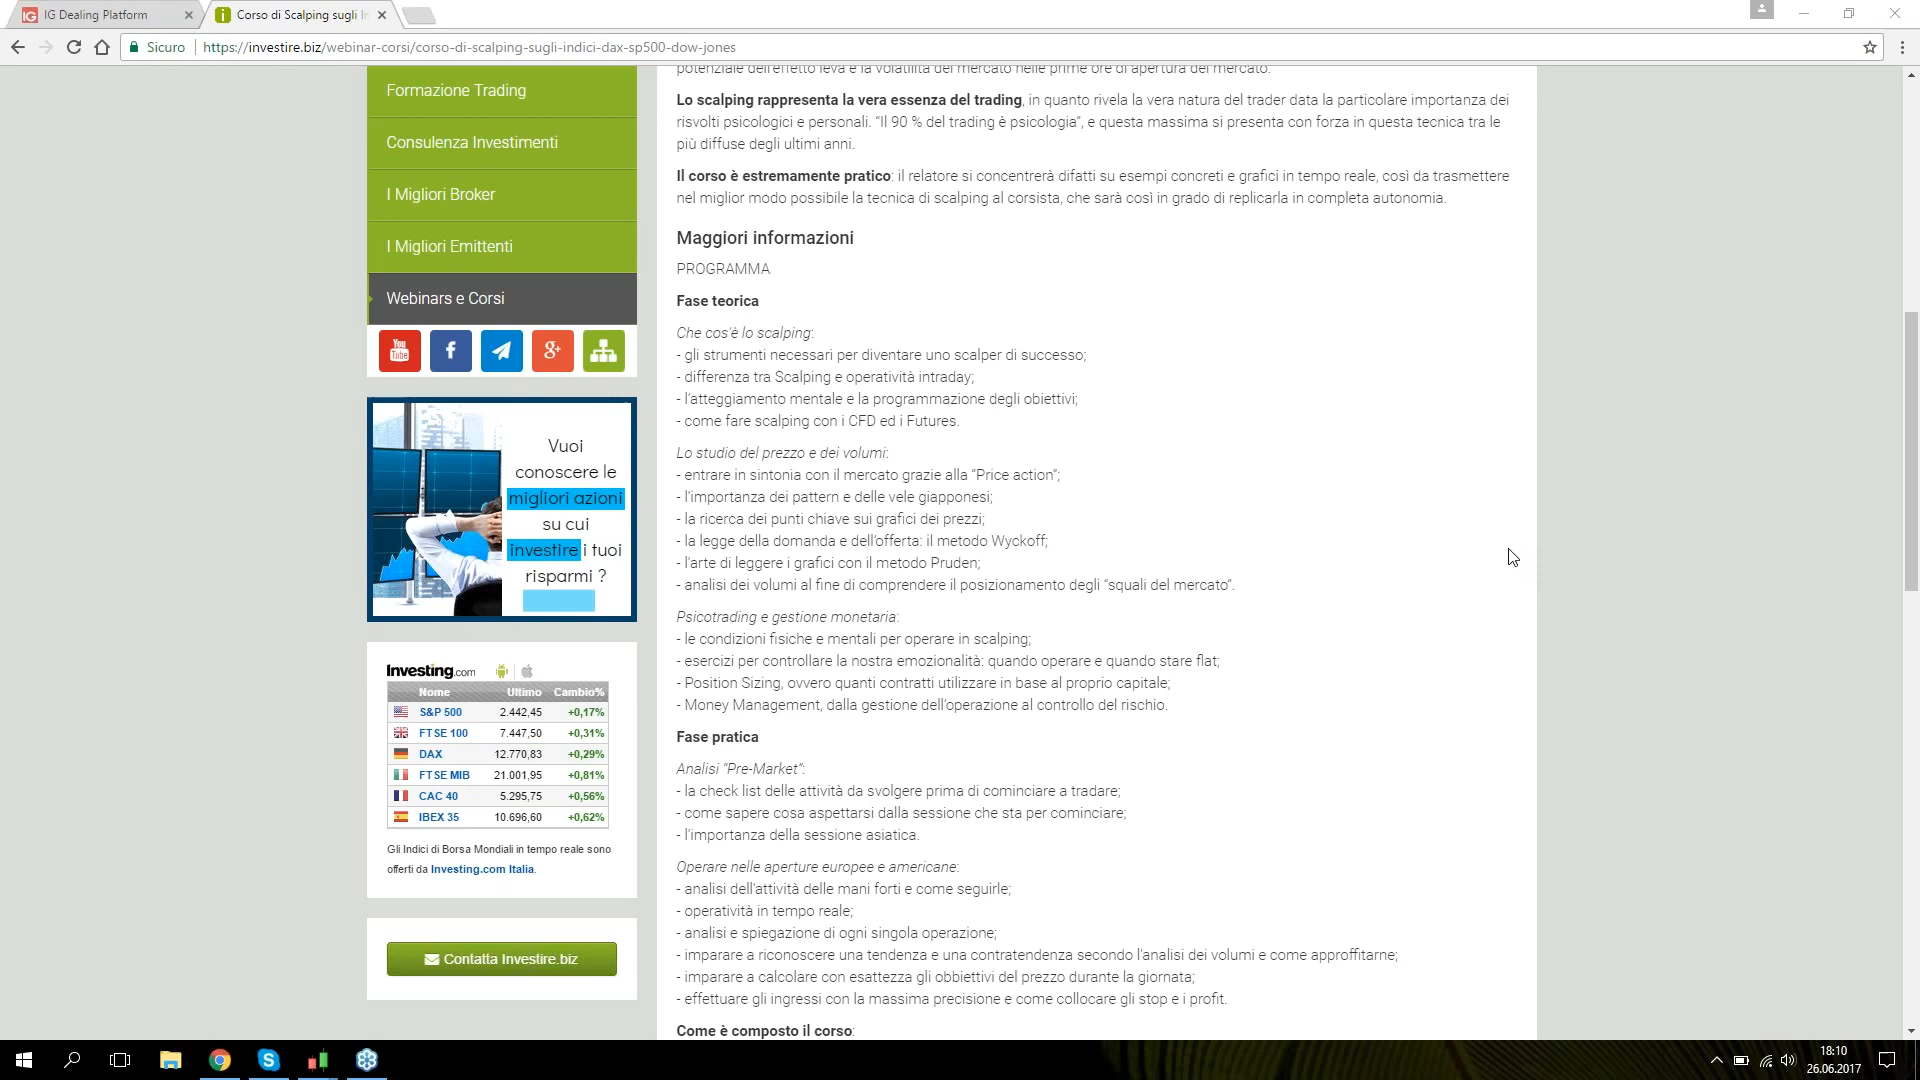 IG Dealing Platform
Corso di Scalping sugli In
Sicuro
https://investire.biz/webinar-corsi/corso-di-scalping-sugli-indici-dax-sp500-dow-jones
Formazione Trading
Consulenza Investimenti
I Migliori Broker
I Migliori Emittenti
Webinars e Corsi
You Tube
f
g+
Vuoi
conoscere le
migliori azioni
su cui
investire i tuoi
risparmi ?
Investing.com
Nome Ultimo Cambio%
S&P 500 2.442,45 +0,17%
FTSE 100 7.447,50 +0,31%
DAX 12.770,83 +0,29%
FTSE MIB 21.001,95 +0,81%
CAC 40 5.295,75 +0,56%
IBEX 35 10.696,60 +0,62%
Gli Indici di Borsa Mondiali in tempo reale sono
offerti da Investing.com Italia.
Contatta Investire.biz
potenziale dell'effetto leva e la volatilità del mercato nelle prime ore di apertura del mercato.
Lo scalping rappresenta la vera essenza del trading, in quanto rivela la vera natura del trader data la particolare importanza dei
risvolti psicologici e personali. “Il 90 % del trading è psicologia”, e questa massima si presenta con forza in questa tecnica tra le
più diffuse degli ultimi anni.
Il corso è estremamente pratico: il relatore si concentrerà difatti su esempi concreti e grafici in tempo reale, così da trasmettere
nel miglior modo possibile la tecnica di scalping al corsista, che sarà così in grado di replicarla in completa autonomia.
Maggiori informazioni
PROGRAMMA
Fase teorica
Che cos'è lo scalping:
- gli strumenti necessari per diventare uno scalper di successo;
- differenza tra Scalping e operatività intraday;
- l'atteggiamento mentale e la programmazione degli obiettivi;
- come fare scalping con i CFD ed i Futures.
Lo studio del prezzo e dei volumi:
- entrare in sintonia con il mercato grazie alla “Price action“;
- l'importanza dei pattern e delle vele giapponesi;
- la ricerca dei punti chiave sui grafici dei prezzi;
- la legge della domanda e dell'offerta: il metodo Wyckoff;
- l'arte di leggere i grafici con il metodo Pruden;
- analisi dei volumi al fine di comprendere il posizionamento degli “squali del mercato”.
Psicotrading e gestione monetaria:
- le condizioni fisiche e mentali per operare in scalping;
- esercizi per controllare la nostra emozionalità: quando operare e quando stare flat;
- Position Sizing, ovvero quanti contratti utilizzare in base al proprio capitale;
- Money Management, dalla gestione dell'operazione al controllo del rischio.
Fase pratica
Analisi “Pre-Market”:
- la check list delle attività da svolgere prima di cominciare a tradare;
- come sapere cosa aspettarsi dalla sessione che sta per cominciare;
- l'importanza della sessione asiatica.
Operare nelle aperture europee e americane:
- analisi dell'attività delle mani forti e come seguirle;
- operatività in tempo reale;
- analisi e spiegazione di ogni singola operazione;
- imparare a riconoscere una tendenza e una contratendenza secondo l'analisi dei volumi e come approffitarne;
- imparare a calcolare con esattezza gli obbiettivi del prezzo durante la giornata;
- effettuare gli ingressi con la massima precisione e come collocare gli stop e i profit.
Come è composto il corso:
18:10
26.06.2017